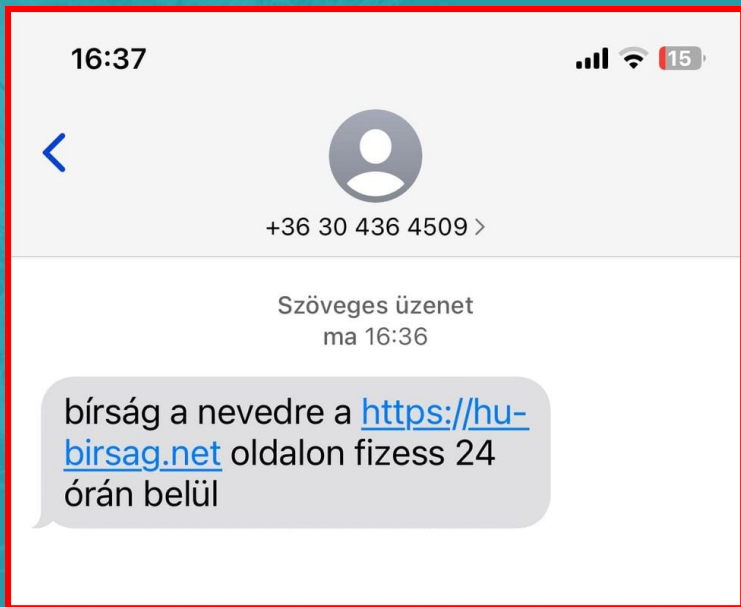 16:37
15
+36 30 436 4509 >
Szöveges üzenet
ma 16:36
bírság a nevedre a https://hu-
birsag.net oldalon fizess 24
órán belül